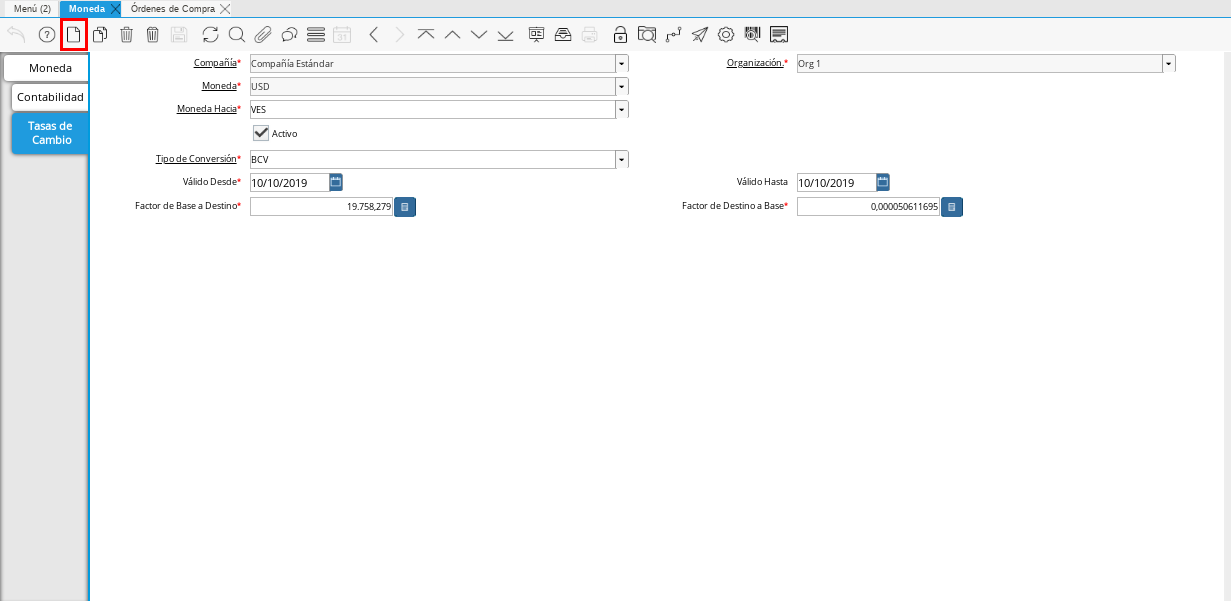 Menú (2) Moneda Órdenes de Compra
?
31
Moneda
Contabilidad
Tasas de
Cambio
Compañía* Compañía Estándar Organización.* Org 1
Moneda* USD
Moneda Hacia* VES
Activo
Tipo de Conversión* BCV
Válido Desde* 10/10/2019 Válido Hasta 10/10/2019
Factor de Base a Destino* 19.758,279 Factor de Destino a Base* 0,000050611695